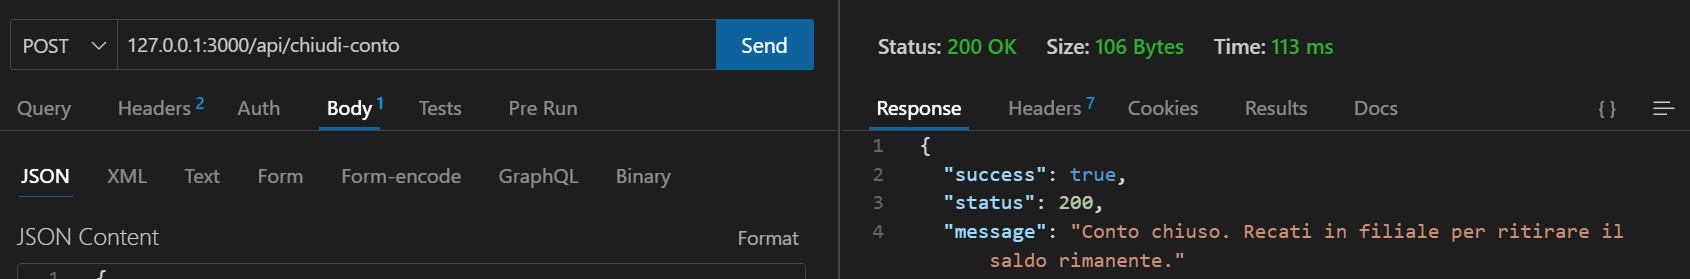 POST 127.0.0.1:3000/api/chiudi-conto Send
Query Headers 2 Auth Body 1 Tests Pre Run
JSON XML Text Form Form-encode GraphQL Binary
JSON Content Format
1 {
Status: 200 OK Size: 106 Bytes Time: 113 ms
Response Headers 7 Cookies Results Docs { }
1 {
2 "success": true,
3 "status": 200,
4 "message": "Conto chiuso. Recati in filiale per ritirare il
saldo rimanente."